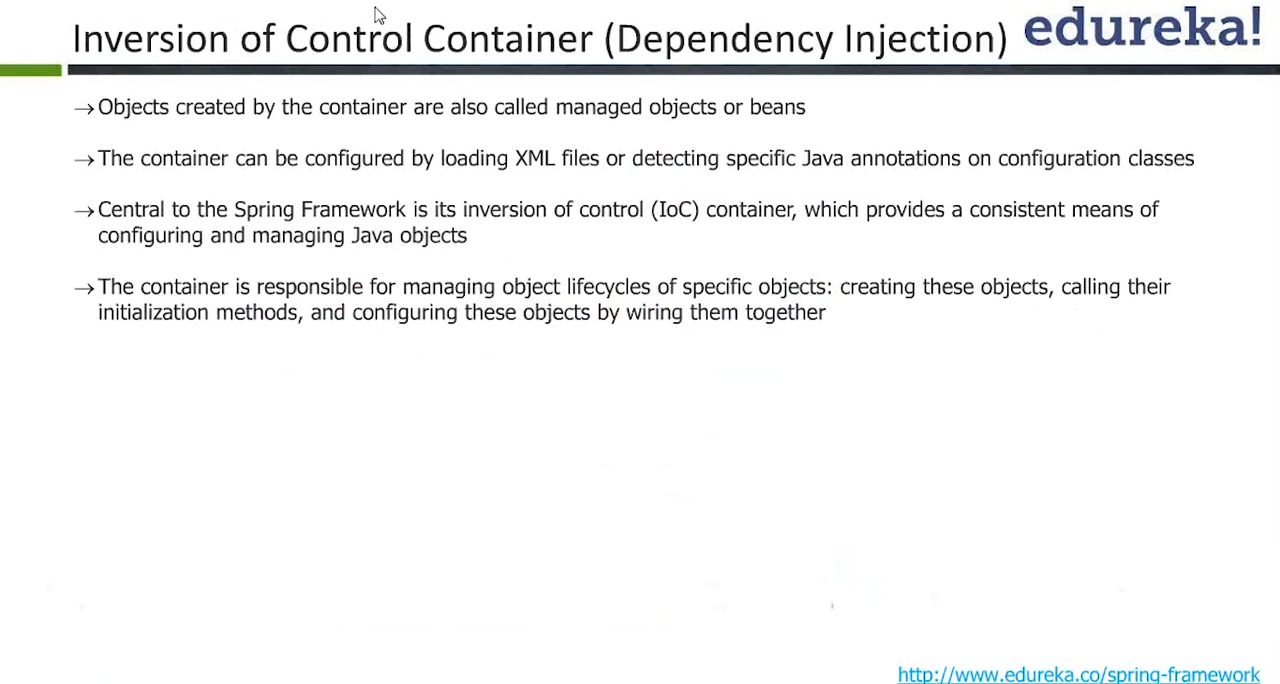 Inversion of Control Container (Dependency Injection)
edureka!
→Objects created by the container are also called managed objects or beans
→The container can be configured by loading XML files or detecting specific Java annotations on configuration classes
→Central to the Spring Framework is its inversion of control (IoC) container, which provides a consistent means of
configuring and managing Java objects
→The container is responsible for managing object lifecycles of specific objects: creating these objects, calling their
initialization methods, and configuring these objects by wiring them together
http://www.edureka.co/spring-framework